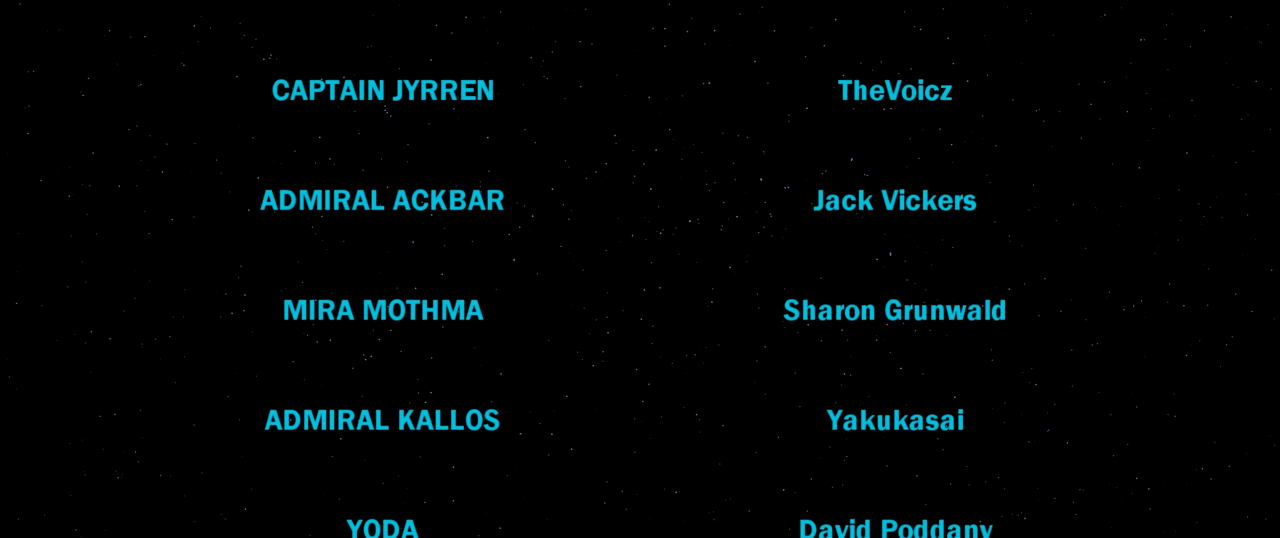 CAPTAIN JYRREN TheVoicz
ADMIRAL ACKBAR Jack Vickers
MIRA MOTHMA Sharon Grunwald
ADMIRAL KALLOS Yakukasai
YODA David Poddany